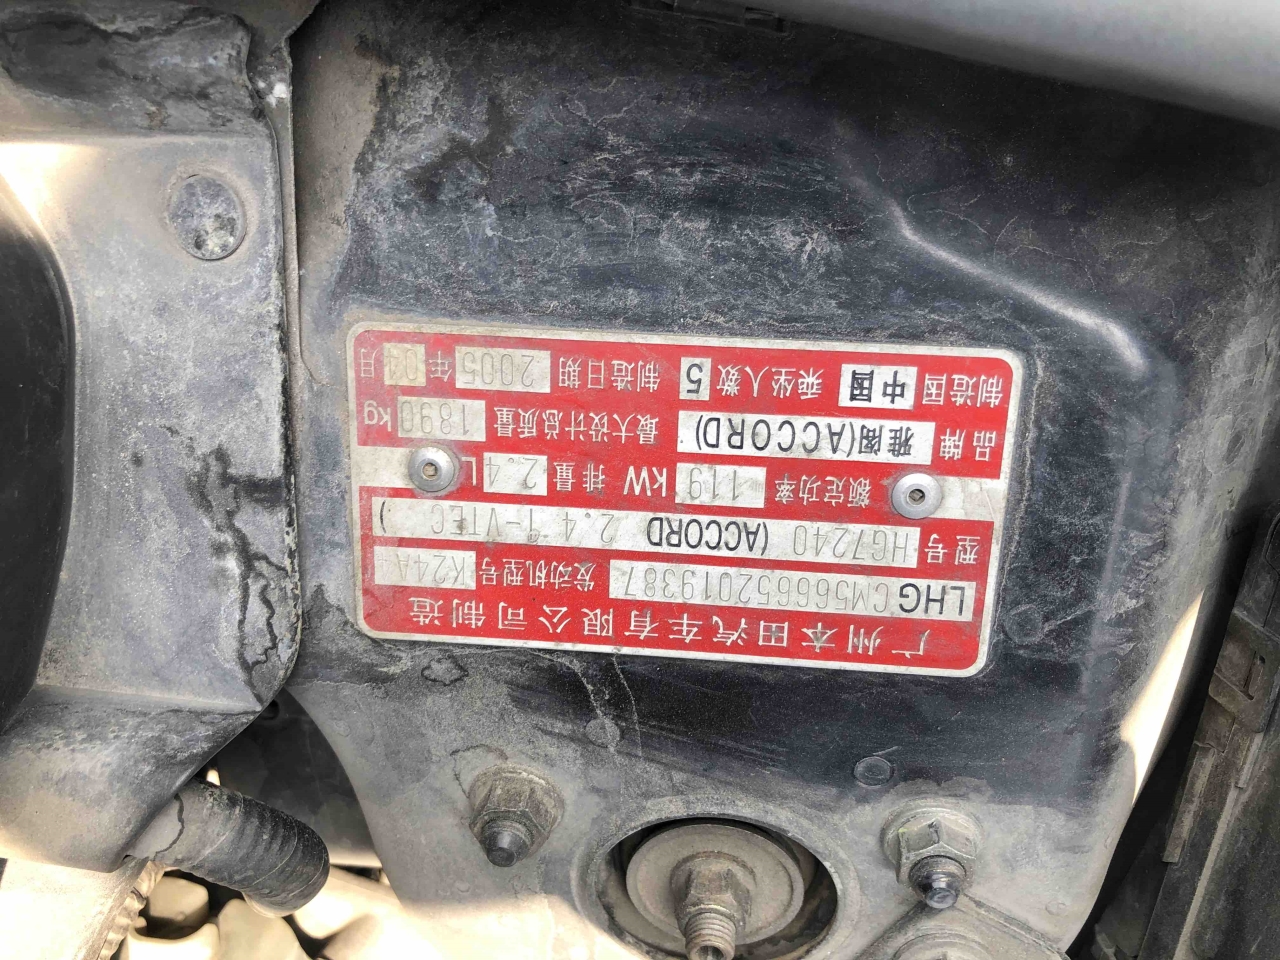 广州本田汽车有限公司制造
LHGCM566652019387 发动机型号 K24A4
型号 HG7240 (ACCORD 2.4 i-VTEC )
额定功率 119 kW 排量 2.4 L
品牌 雅阁(ACCORD) 最大设计总质量 1890 kg
制造国 中国 乘坐人数 5 制造日期 2005 年 04 月